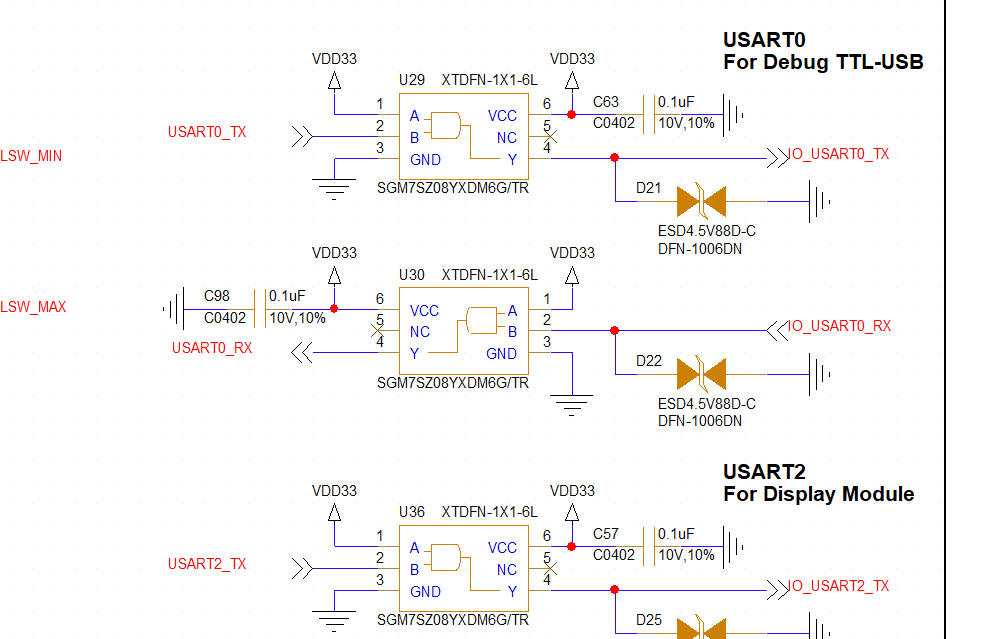 USART0
For Debug TTL-USB
VDD33
VDD33
U29 XTDFN-1X1-6L
1 A VCC 6
2 B NC 5
3 GND Y 4
C63 0.1uF
C0402 10V,10%
USART0_TX
LSW_MIN
IO_USART0_TX
SGM7SZ08YXDM6G/TR
D21
ESD4.5V88D-C
DFN-1006DN
VDD33
VDD33
U30 XTDFN-1X1-6L
C98 0.1uF
C0402 10V,10%
6 VCC A 1
5 NC B 2
4 Y GND 3
LSW_MAX
IO_USART0_RX
USART0_RX
SGM7SZ08YXDM6G/TR
D22
ESD4.5V88D-C
DFN-1006DN
USART2
For Display Module
VDD33
VDD33
U36 XTDFN-1X1-6L
1 A VCC 6
2 B NC 5
3 GND Y 4
C57 0.1uF
C0402 10V,10%
USART2_TX
IO_USART2_TX
SGM7SZ08YXDM6G/TR
D25